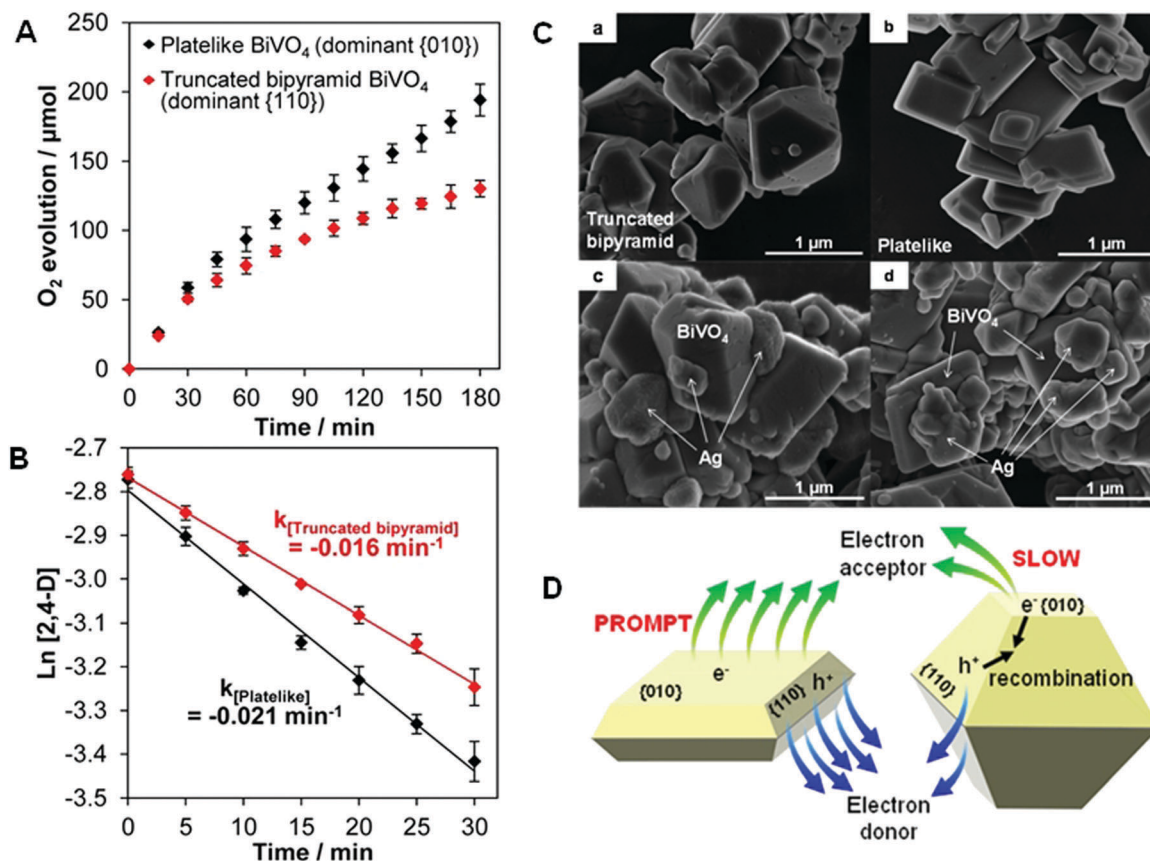 A
O₂ evolution / µmol
250
200
150
100
50
0
Platelike BiVO₄ (dominant {010})
Truncated bipyramid BiVO₄
(dominant {110})
0 30 60 90 120 150 180
Time / min
B
Ln [2,4-D]
-2.7
-2.8
-2.9
-3.0
-3.1
-3.2
-3.3
-3.4
-3.5
k[Truncated bipyramid]
= -0.016 min⁻¹
k[Platelike]
= -0.021 min⁻¹
0 5 10 15 20 25 30
Time / min
C
a
Truncated
bipyramid
1 µm
b
Platelike
1 µm
c
BiVO₄
Ag
1 µm
d
BiVO₄
Ag
1 µm
D
PROMPT
Electron
acceptor
SLOW
e⁻
{010}
{110} h⁺
e⁻{010}
h⁺
{110}
recombination
Electron
donor